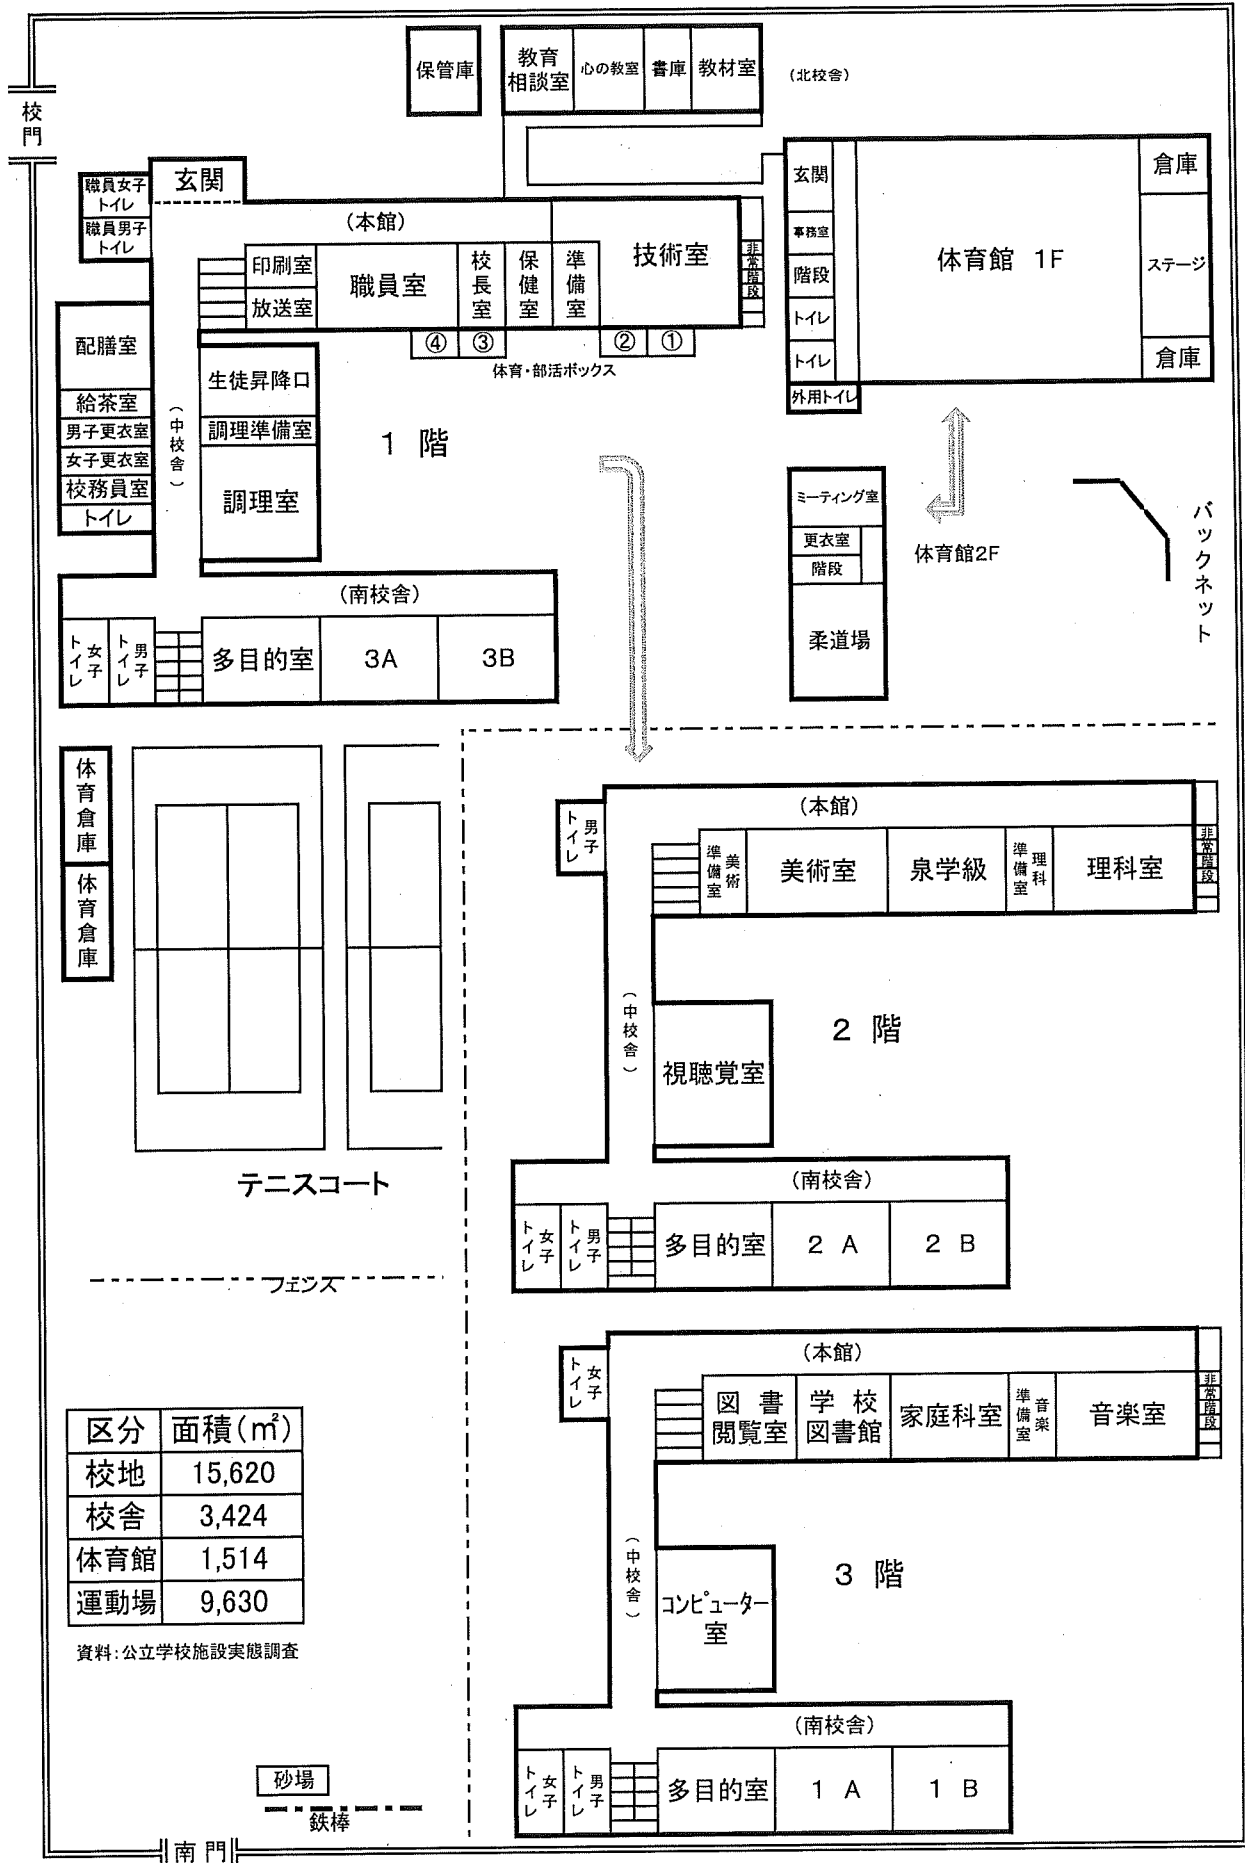 保管庫
教育
相談室
心の教室
書庫
教材室
(北校舎)
校門
職員女子
トイレ
職員男子
トイレ
玄関
(本館)
印刷室
放送室
職員室
校長室
保健室
準備室
技術室
非常階段
④
③
②
①
体育・部活ボックス
玄関
事務室
階段
トイレ
トイレ
外用トイレ
体育館 1F
倉庫
ステージ
倉庫
配膳室
給茶室
男子更衣室
女子更衣室
校務員室
トイレ
(中校舎)
生徒昇降口
調理準備室
調理室
1 階
ミーティング室
更衣室
階段
柔道場
体育館2F
バックネット
(南校舎)
女子
トイレ
男子
トイレ
多目的室
3A
3B
体育倉庫
体育倉庫
テニスコート
フェンス
男子
トイレ
(本館)
美術
準備室
美術室
泉学級
理科
準備室
理科室
非常階段
(中校舎)
視聴覚室
2 階
(南校舎)
女子
トイレ
男子
トイレ
多目的室
2 A
2 B
女子
トイレ
(本館)
図書
閲覧室
学校
図書館
家庭科室
音楽
準備室
音楽室
非常階段
(中校舎)
コンピューター
室
3 階
(南校舎)
女子
トイレ
男子
トイレ
多目的室
1 A
1 B
区分 面積(㎡)
校地 15,620
校舎 3,424
体育館 1,514
運動場 9,630
資料:公立学校施設実態調査
砂場
鉄棒
南門